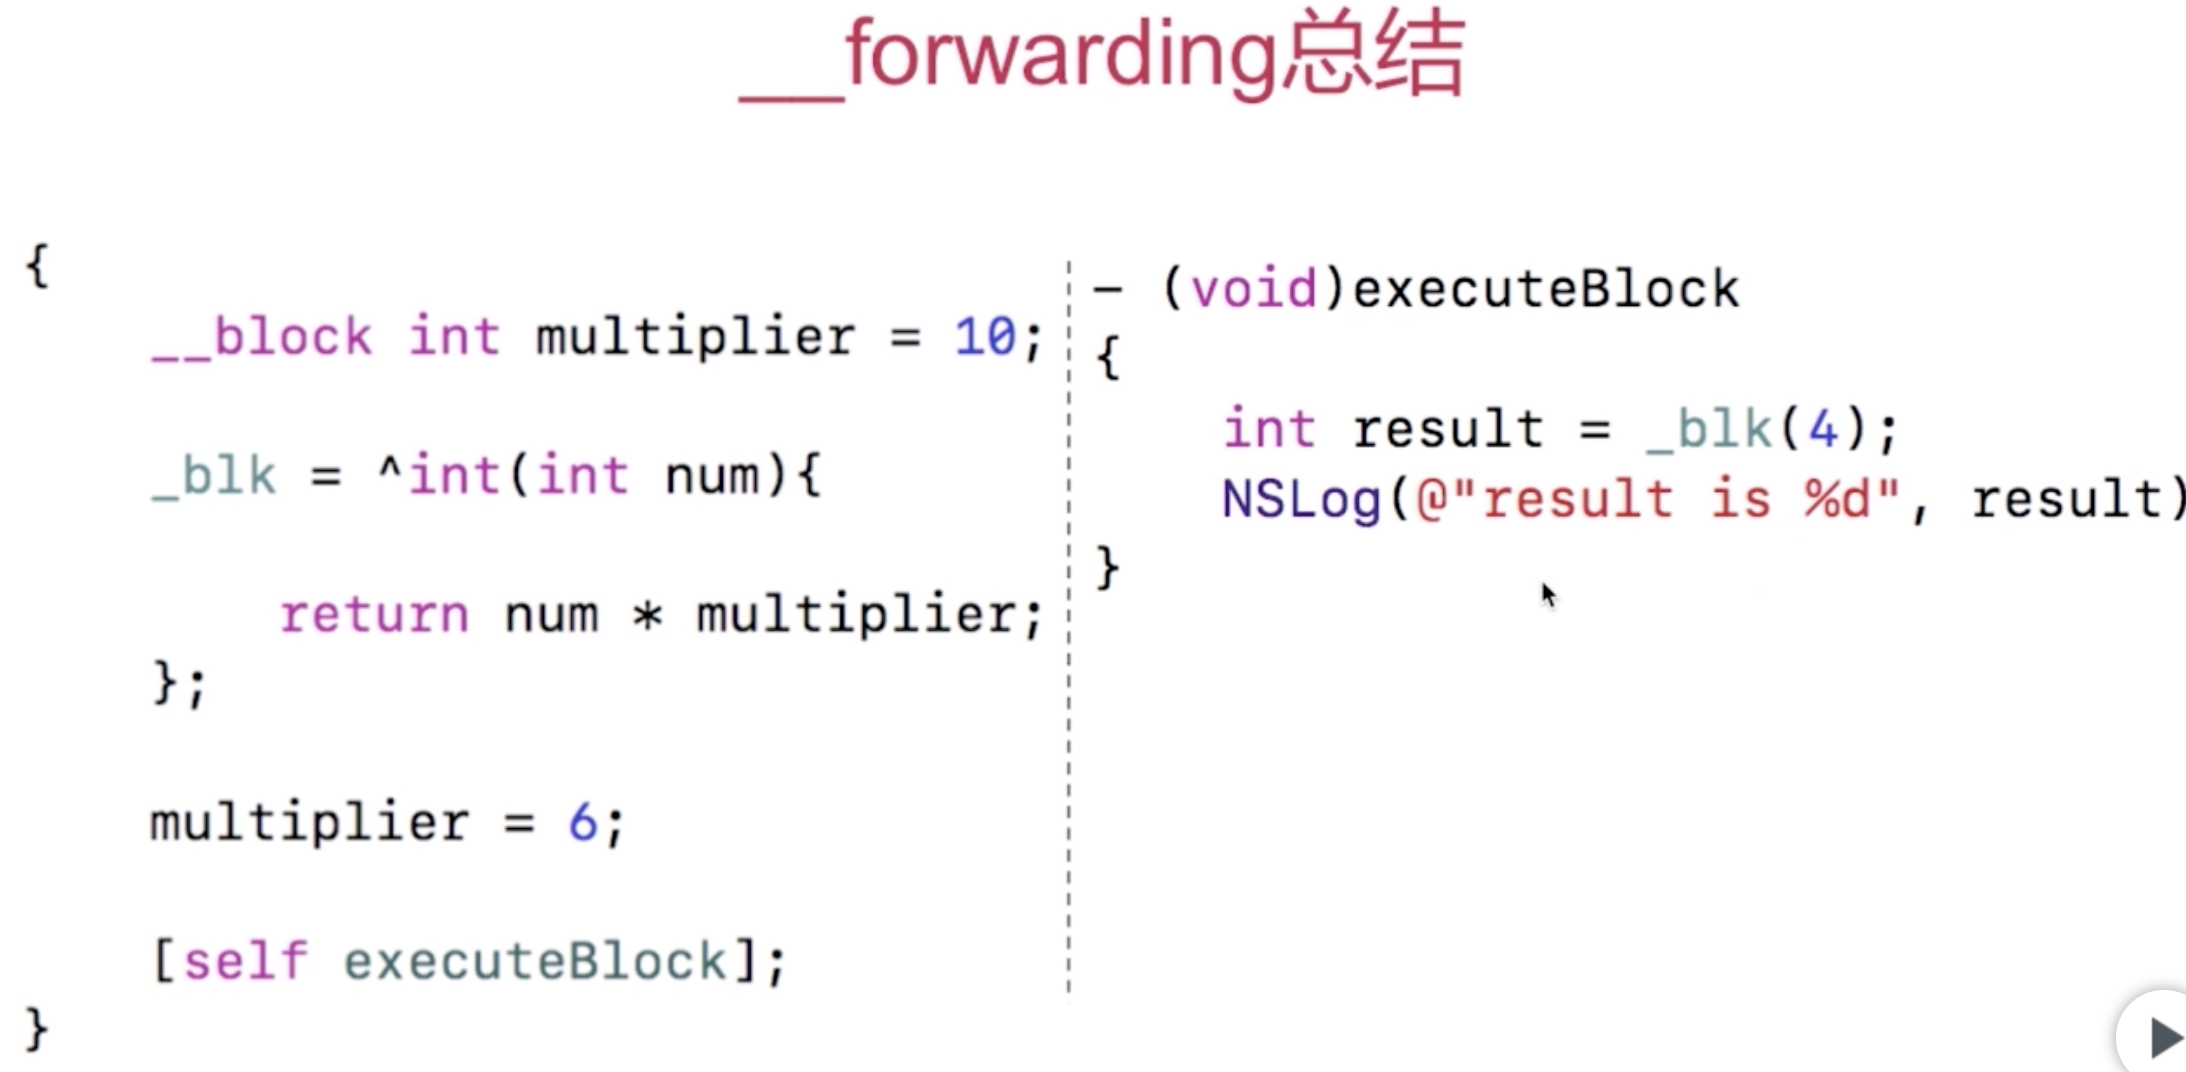 __forwarding总结
{
__block int multiplier = 10;
_blk = ^int(int num){
return num * multiplier;
};
multiplier = 6;
[self executeBlock];
}
- (void)executeBlock
{
int result = _blk(4);
NSLog(@"result is %d", result)
}